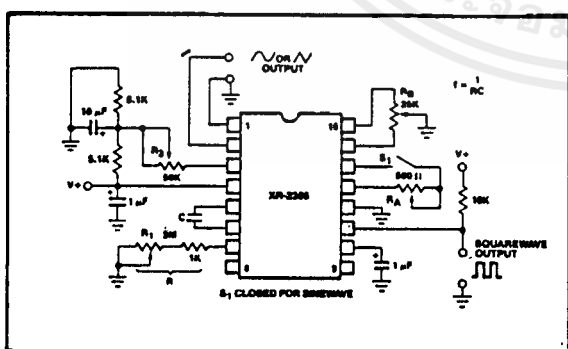 ∿ OR ⩘ OUTPUT
5.1K
10 µF
5.1K
R3
50K
V+
1 µF
C
R1
1K
R
1
8
XR-2206
16
9
RB
25K
f = 1
RC
S1
500 Ω
RA
V+
10K
1 µF
SQUAREWAVE
OUTPUT
S1 CLOSED FOR SINEWAVE